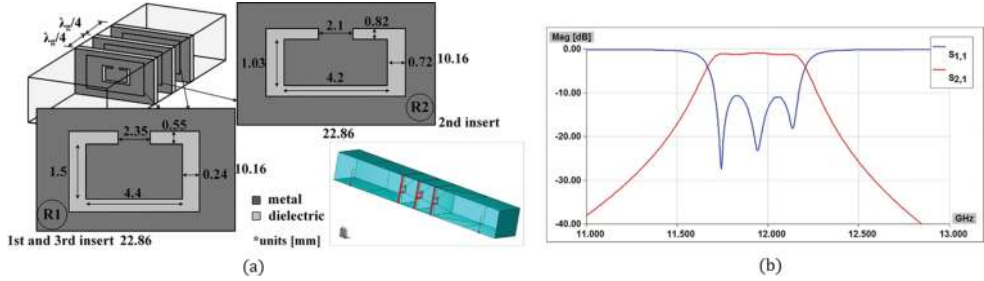 λg/4
λg/4
2.1
0.82
1.03
4.2
0.72
10.16
R2
2nd insert
22.86
2.35
0.55
1.5
4.4
0.24
10.16
R1
1st and 3rd insert 22.86
metal
dielectric
*units [mm]
(a)
Mag [dB]
0.00
-10.00
-20.00
-30.00
-40.00
S1,1
S2,1
GHz
11.000
11.500
12.000
12.500
13.000
(b)